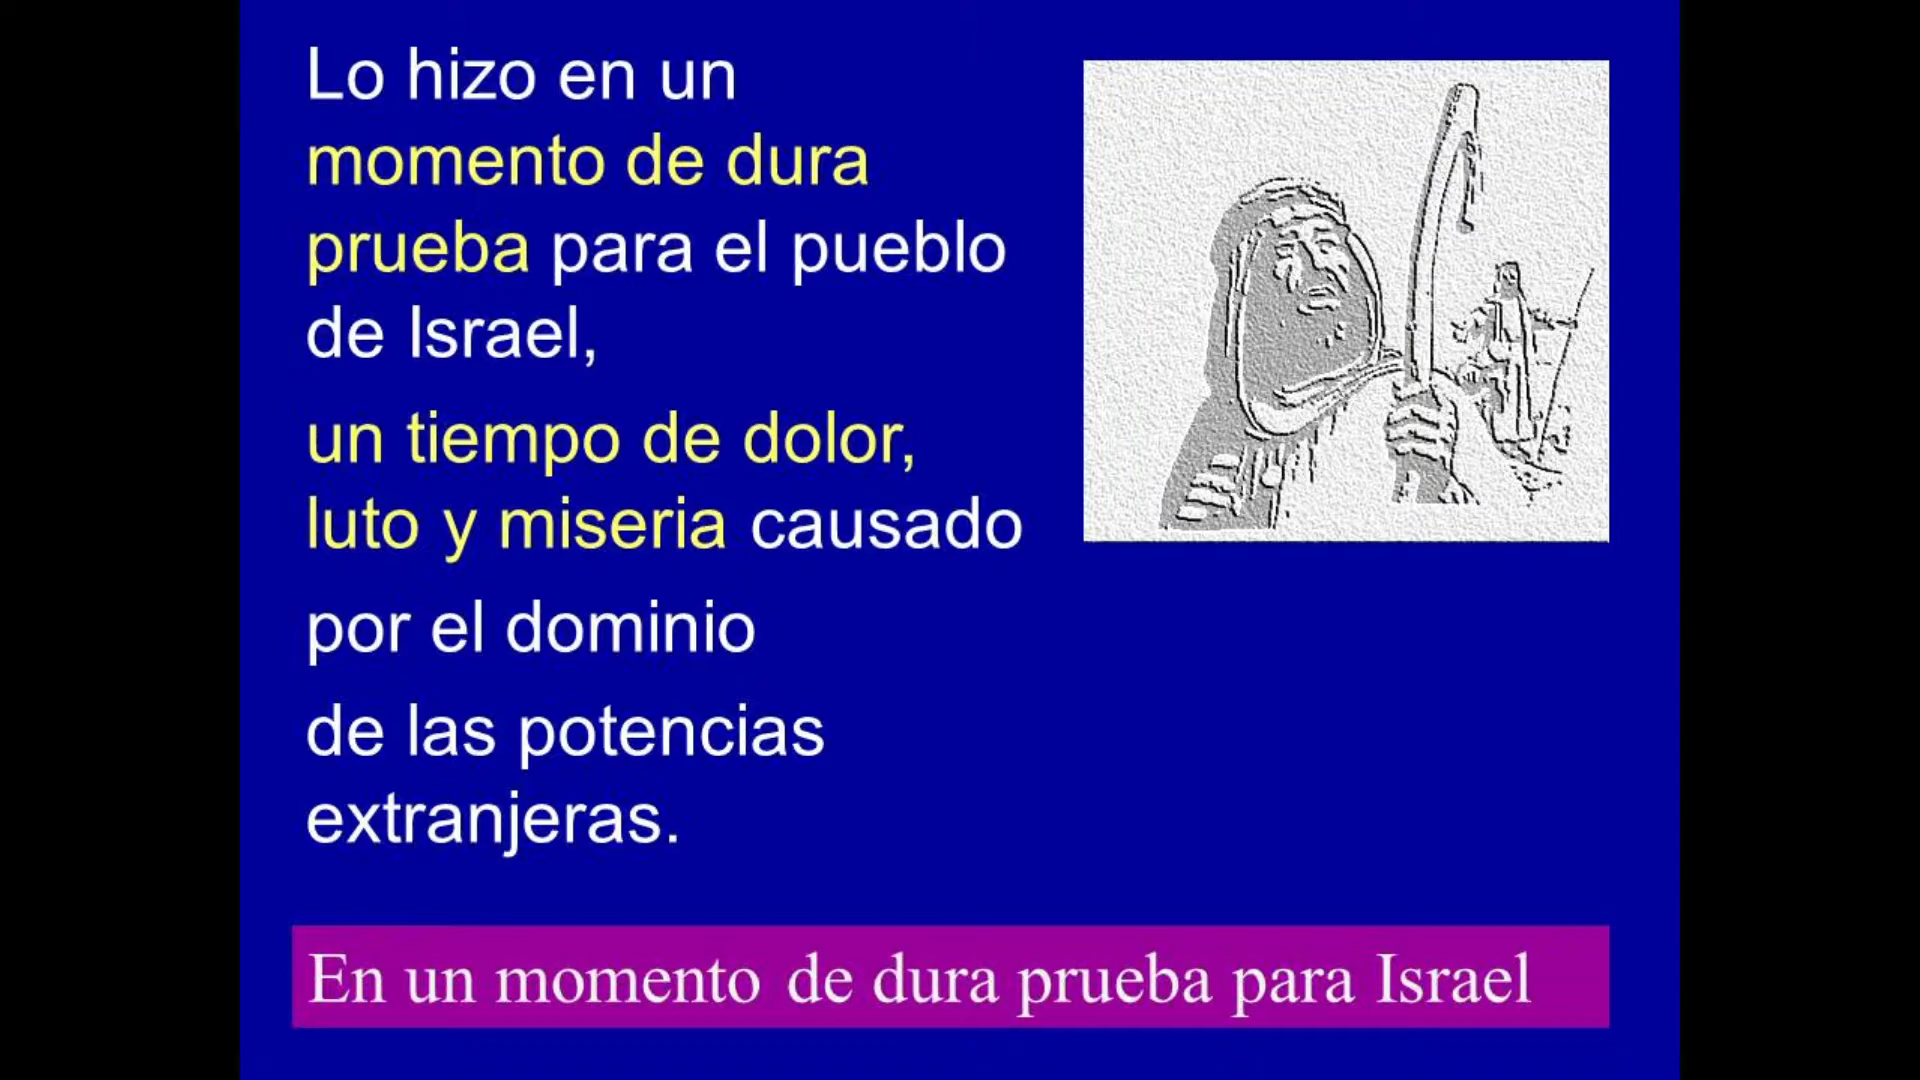 Lo hizo en un
momento de dura
prueba para el pueblo
de Israel,
un tiempo de dolor,
luto y miseria causado
por el dominio
de las potencias
extranjeras.
En un momento de dura prueba para Israel